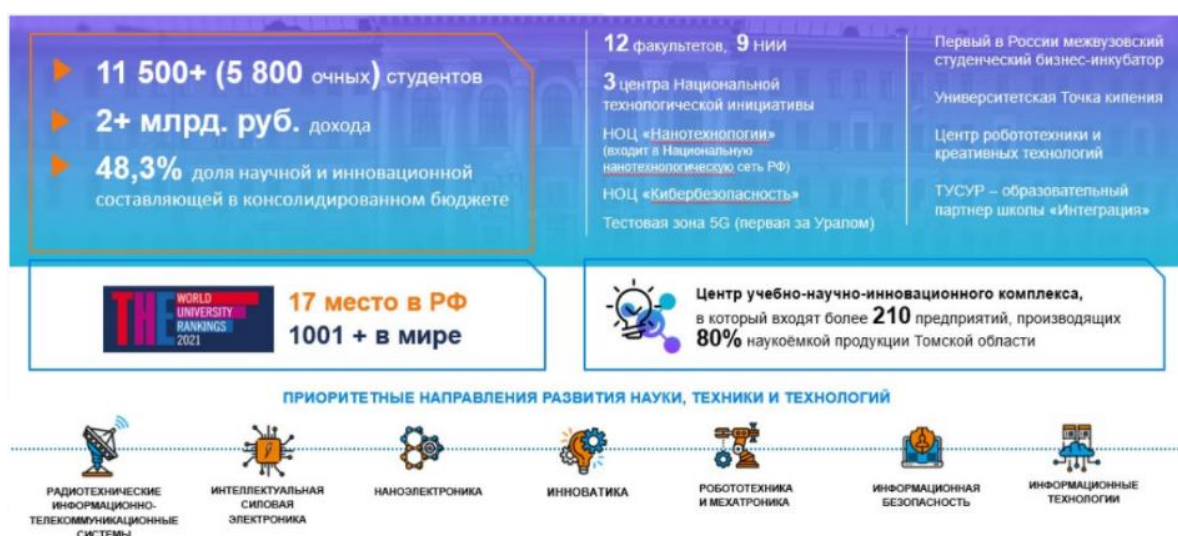 11 500+ (5 800 очных) студентов
2+ млрд. руб. дохода
48,3% доля научной и инновационной
составляющей в консолидированном бюджете
12 факультетов, 9 НИИ
3 центра Национальной
технологической инициативы
НОЦ «Нанотехнологии»
(входит в Национальную
нанотехнологическую сеть РФ)
НОЦ «Кибербезопасность»
Тестовая зона 5G (первая за Уралом)
Первый в России межвузовский
студенческий бизнес-инкубатор
Университетская Точка кипения
Центр робототехники и
креативных технологий
ТУСУР – образовательный
партнер школы «Интеграция»
THE
WORLD
UNIVERSITY
RANKINGS
2021
17 место в РФ
1001 + в мире
Центр учебно-научно-инновационного комплекса,
в который входят более 210 предприятий, производящих
80% наукоёмкой продукции Томской области
ПРИОРИТЕТНЫЕ НАПРАВЛЕНИЯ РАЗВИТИЯ НАУКИ, ТЕХНИКИ И ТЕХНОЛОГИЙ
РАДИОТЕХНИЧЕСКИЕ
ИНФОРМАЦИОННО-
ТЕЛЕКОММУНИКАЦИОННЫЕ
СИСТЕМЫ
ИНТЕЛЛЕКТУАЛЬНАЯ
СИЛОВАЯ
ЭЛЕКТРОНИКА
НАНОЭЛЕКТРОНИКА
ИННОВАТИКА
РОБОТОТЕХНИКА
И МЕХАТРОНИКА
ИНФОРМАЦИОННАЯ
БЕЗОПАСНОСТЬ
ИНФОРМАЦИОННЫЕ
ТЕХНОЛОГИИ